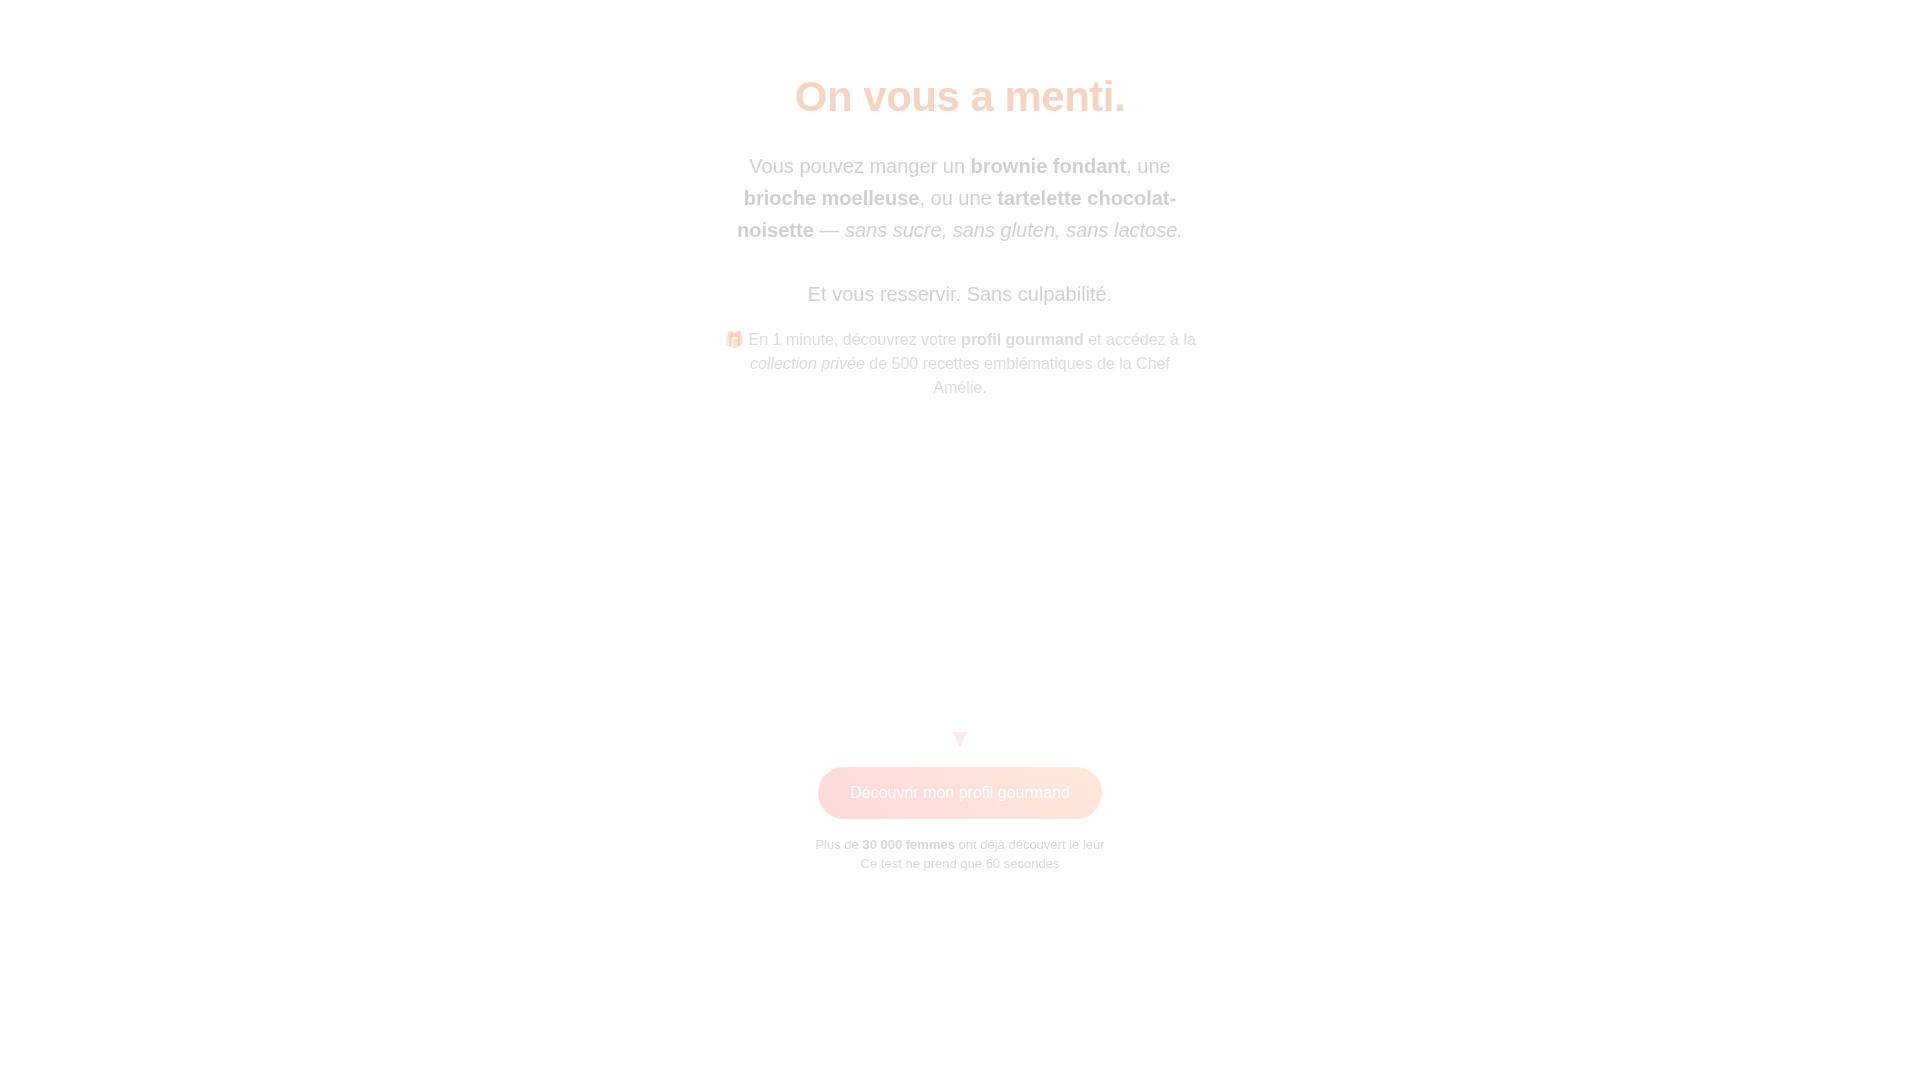 On vous a menti.
Vous pouvez manger un brownie fondant, une
brioche moelleuse, ou une tartelette chocolat-
noisette — sans sucre, sans gluten, sans lactose.
Et vous resservir. Sans culpabilité.
🎁 En 1 minute, découvrez votre profil gourmand et accédez à la
collection privée de 500 recettes emblématiques de la Chef
Amélie.
▼
Découvrir mon profil gourmand
Plus de 30 000 femmes ont déjà découvert le leur
Ce test ne prend que 60 secondes